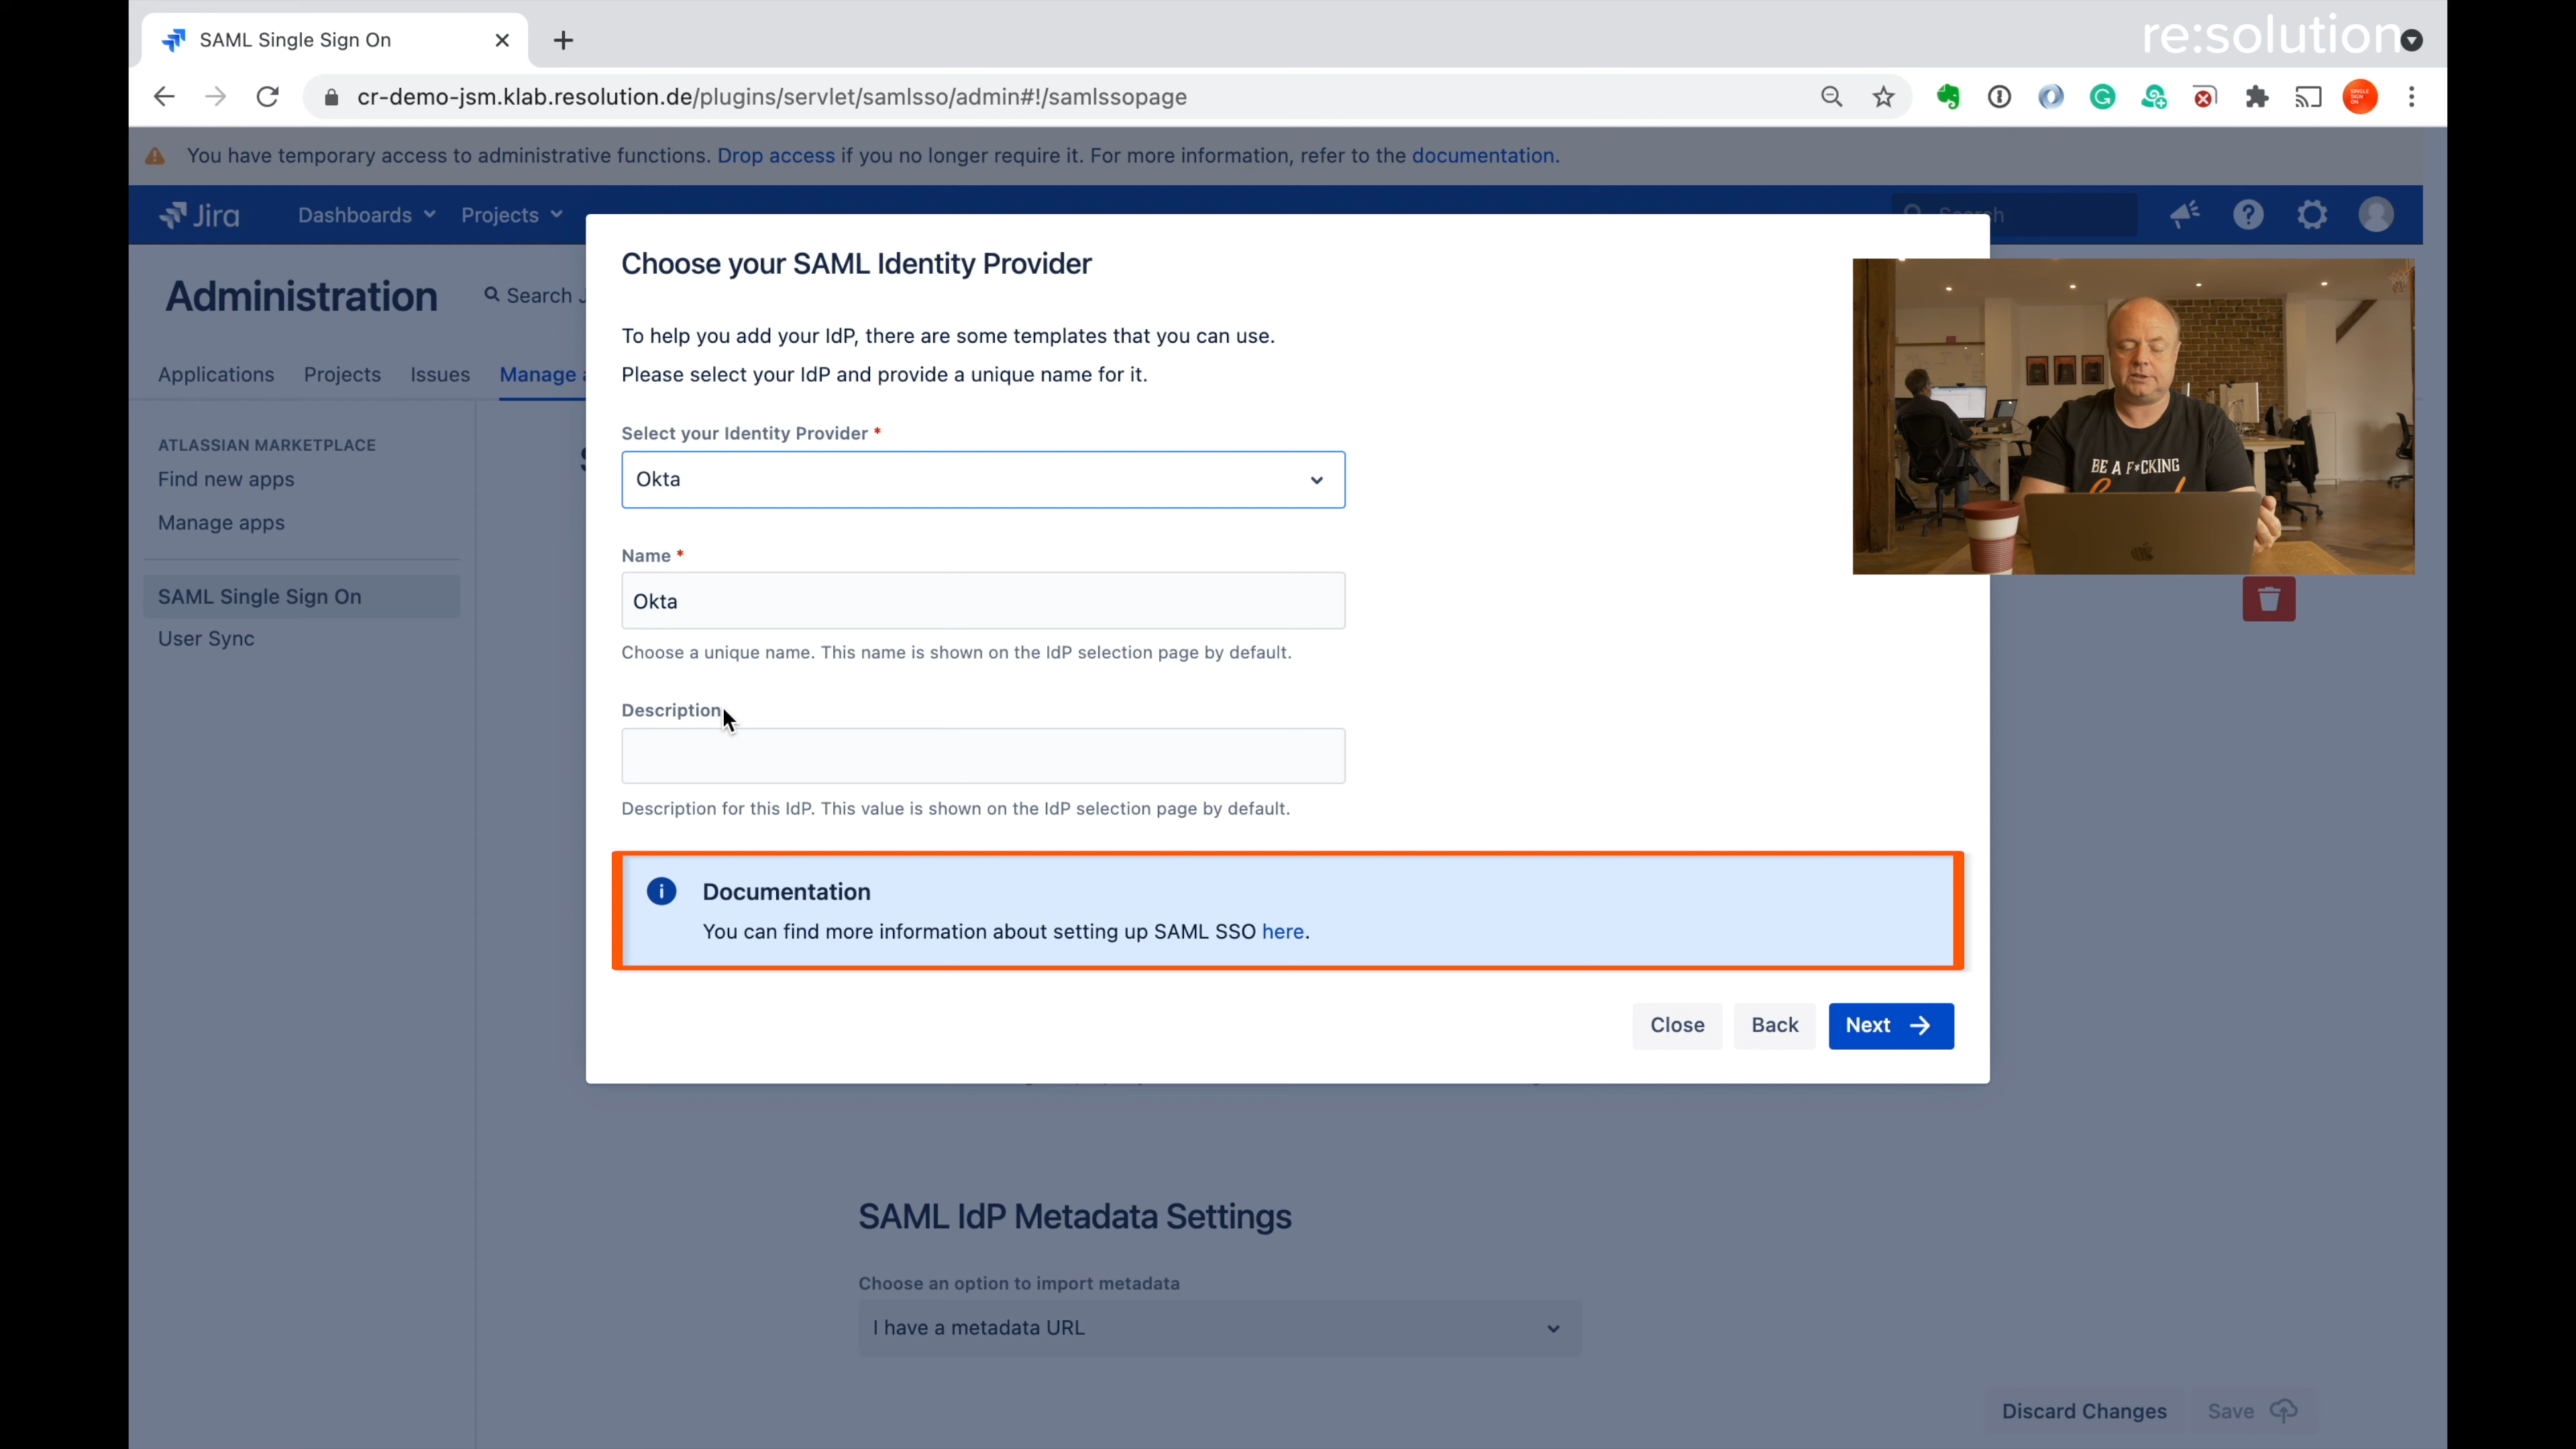 SAML Single Sign On
re:solution
cr-demo-jsm.klab.resolution.de/plugins/servlet/samlsso/admin#!/samlssopage
You have temporary access to administrative functions. Drop access if you no longer require it. For more information, refer to the documentation.
Jira
Dashboards
Projects
Search
Administration
Search
Applications
Projects
Issues
Manage
ATLASSIAN MARKETPLACE
Find new apps
Manage apps
SAML Single Sign On
User Sync
Choose your SAML Identity Provider
To help you add your IdP, there are some templates that you can use.
Please select your IdP and provide a unique name for it.
Select your Identity Provider *
Okta
Name *
Okta
Choose a unique name. This name is shown on the IdP selection page by default.
Description
Description for this IdP. This value is shown on the IdP selection page by default.
Documentation
You can find more information about setting up SAML SSO here.
Close
Back
Next
BE A F*CKING
SAML IdP Metadata Settings
Choose an option to import metadata
I have a metadata URL
Discard Changes
Save